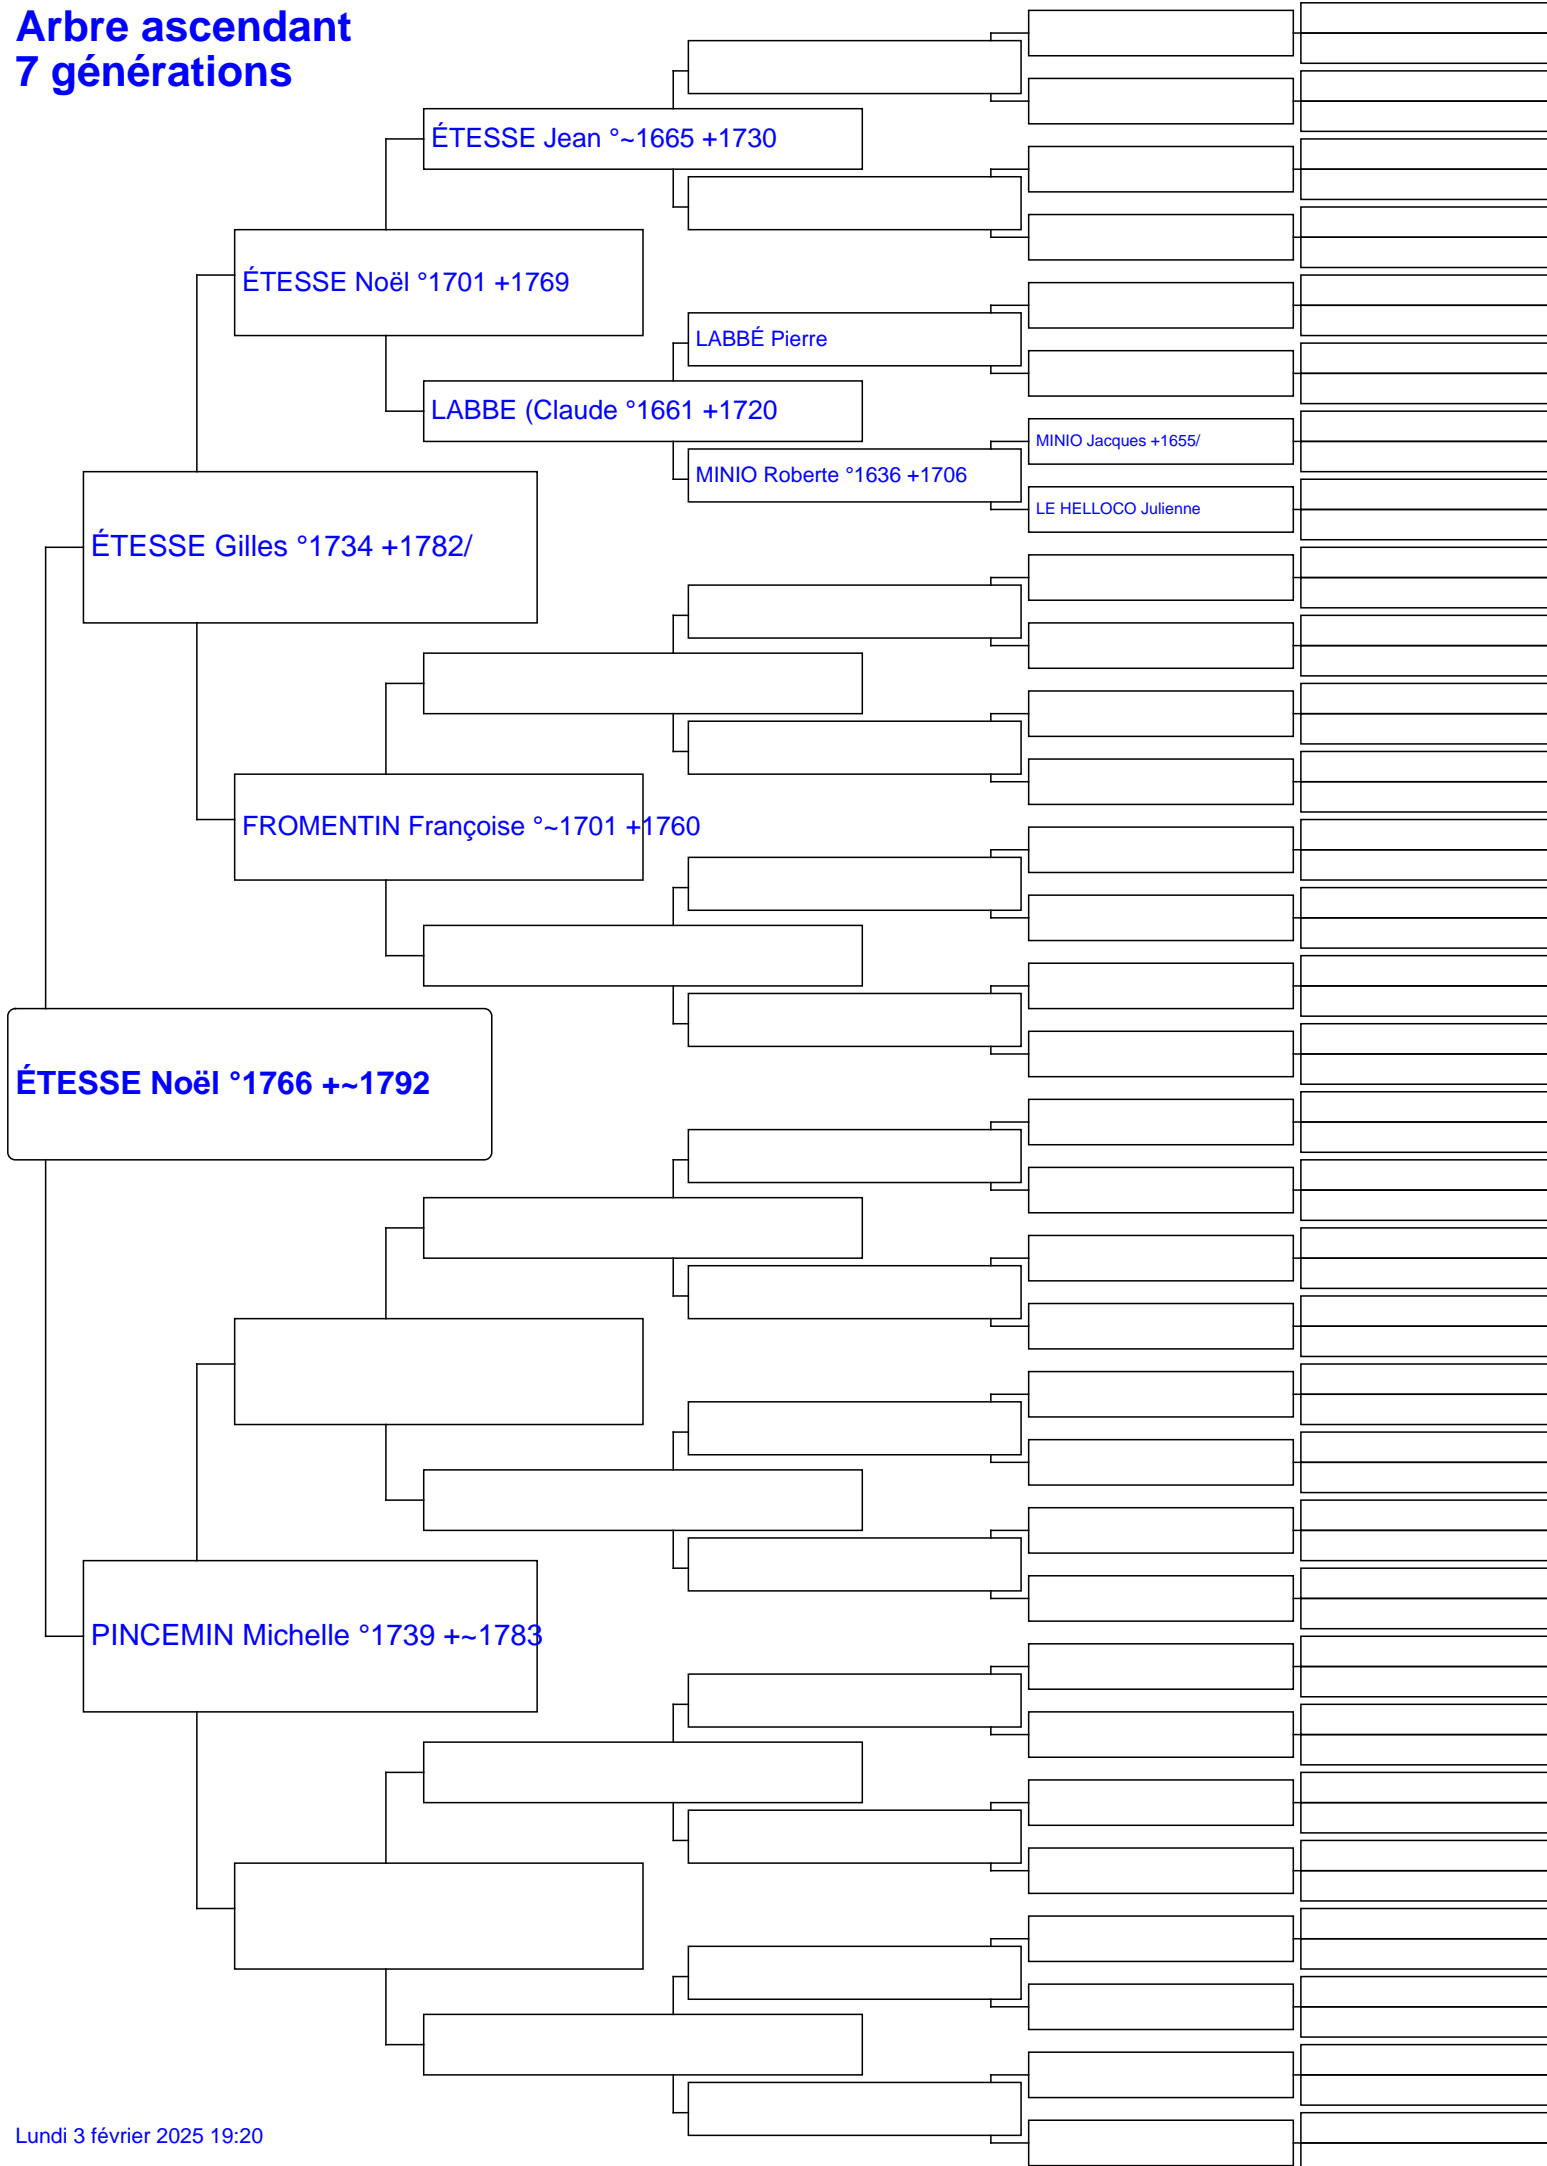 Arbre ascendant
7 générations
ÉTESSE Jean °~1665 +1730
ÉTESSE Noël °1701 +1769
LABBÉ Pierre
LABBE (Claude °1661 +1720
MINIO Jacques +1655/
MINIO Roberte °1636 +1706
LE HELLOCO Julienne
ÉTESSE Gilles °1734 +1782/
FROMENTIN Françoise °~1701 +1760
ÉTESSE Noël °1766 +~1792
PINCEMIN Michelle °1739 +~1783
Lundi 3 février 2025 19:20